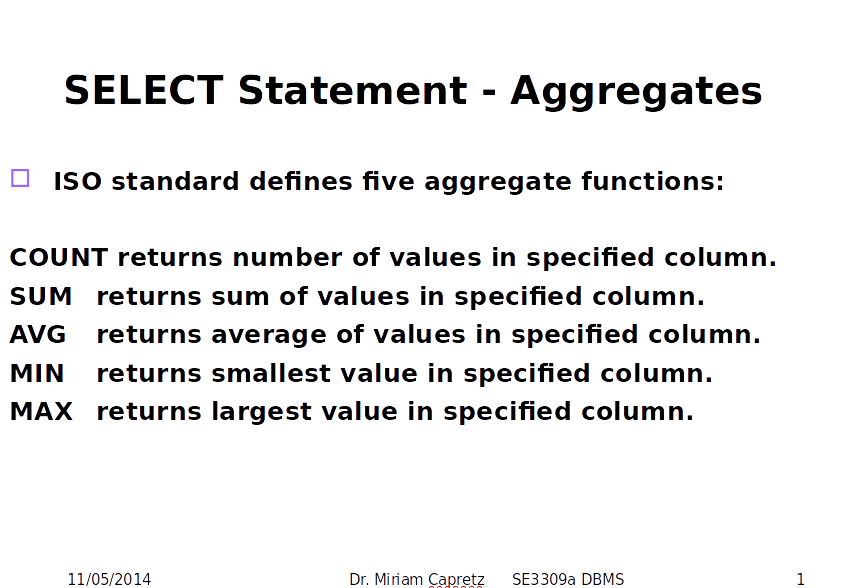 SELECT Statement - Aggregates
ISO standard defines five aggregate functions:
COUNT returns number of values in specified column.
SUM returns sum of values in specified column.
AVG returns average of values in specified column.
MIN returns smallest value in specified column.
MAX returns largest value in specified column.
11/05/2014 Dr. Miriam Capretz SE3309a DBMS 1